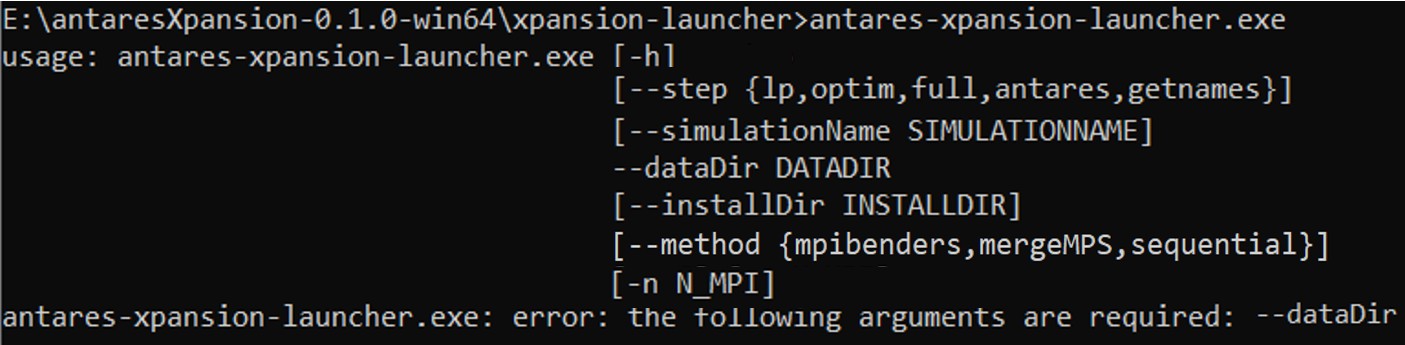 E:\antaresXpansion-0.1.0-win64\xpansion-launcher>antares-xpansion-launcher.exe
usage: antares-xpansion-launcher.exe [-h]
[--step {lp,optim,full,antares,getnames}]
[--simulationName SIMULATIONNAME]
--dataDir DATADIR
[--installDir INSTALLDIR]
[--method {mpibenders,mergeMPS,sequential}]
[-n N_MPI]
antares-xpansion-launcher.exe: error: the following arguments are required: --dataDir